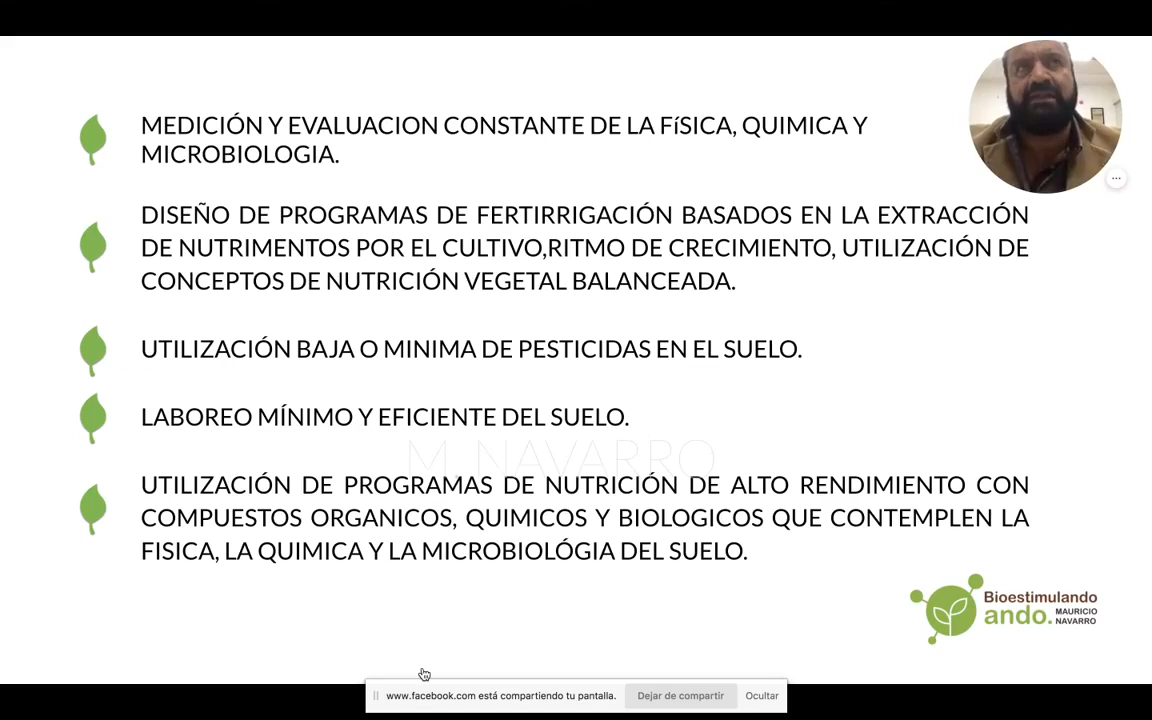 MEDICIÓN Y EVALUACION CONSTANTE DE LA FíSICA, QUIMICA Y
MICROBIOLOGIA.
DISEÑO DE PROGRAMAS DE FERTIRRIGACIÓN BASADOS EN LA EXTRACCIÓN
DE NUTRIMENTOS POR EL CULTIVO,RITMO DE CRECIMIENTO, UTILIZACIÓN DE
CONCEPTOS DE NUTRICIÓN VEGETAL BALANCEADA.
UTILIZACIÓN BAJA O MINIMA DE PESTICIDAS EN EL SUELO.
LABOREO MÍNIMO Y EFICIENTE DEL SUELO.
M. NAVARRO
UTILIZACIÓN DE PROGRAMAS DE NUTRICIÓN DE ALTO RENDIMIENTO CON
COMPUESTOS ORGANICOS, QUIMICOS Y BIOLOGICOS QUE CONTEMPLEN LA
FISICA, LA QUIMICA Y LA MICROBIOLÓGIA DEL SUELO.
Bioestimulando
ando. MAURICIO
NAVARRO
www.facebook.com está compartiendo tu pantalla. Dejar de compartir Ocultar